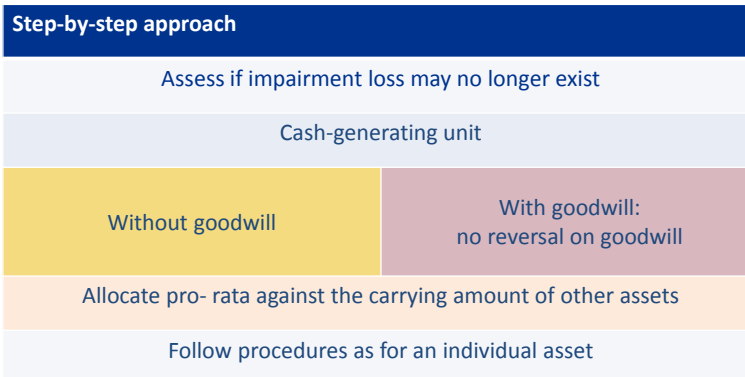 Step-by-step approach
Assess if impairment loss may no longer exist
Cash-generating unit
Without goodwill
With goodwill:
no reversal on goodwill
Allocate pro- rata against the carrying amount of other assets
Follow procedures as for an individual asset